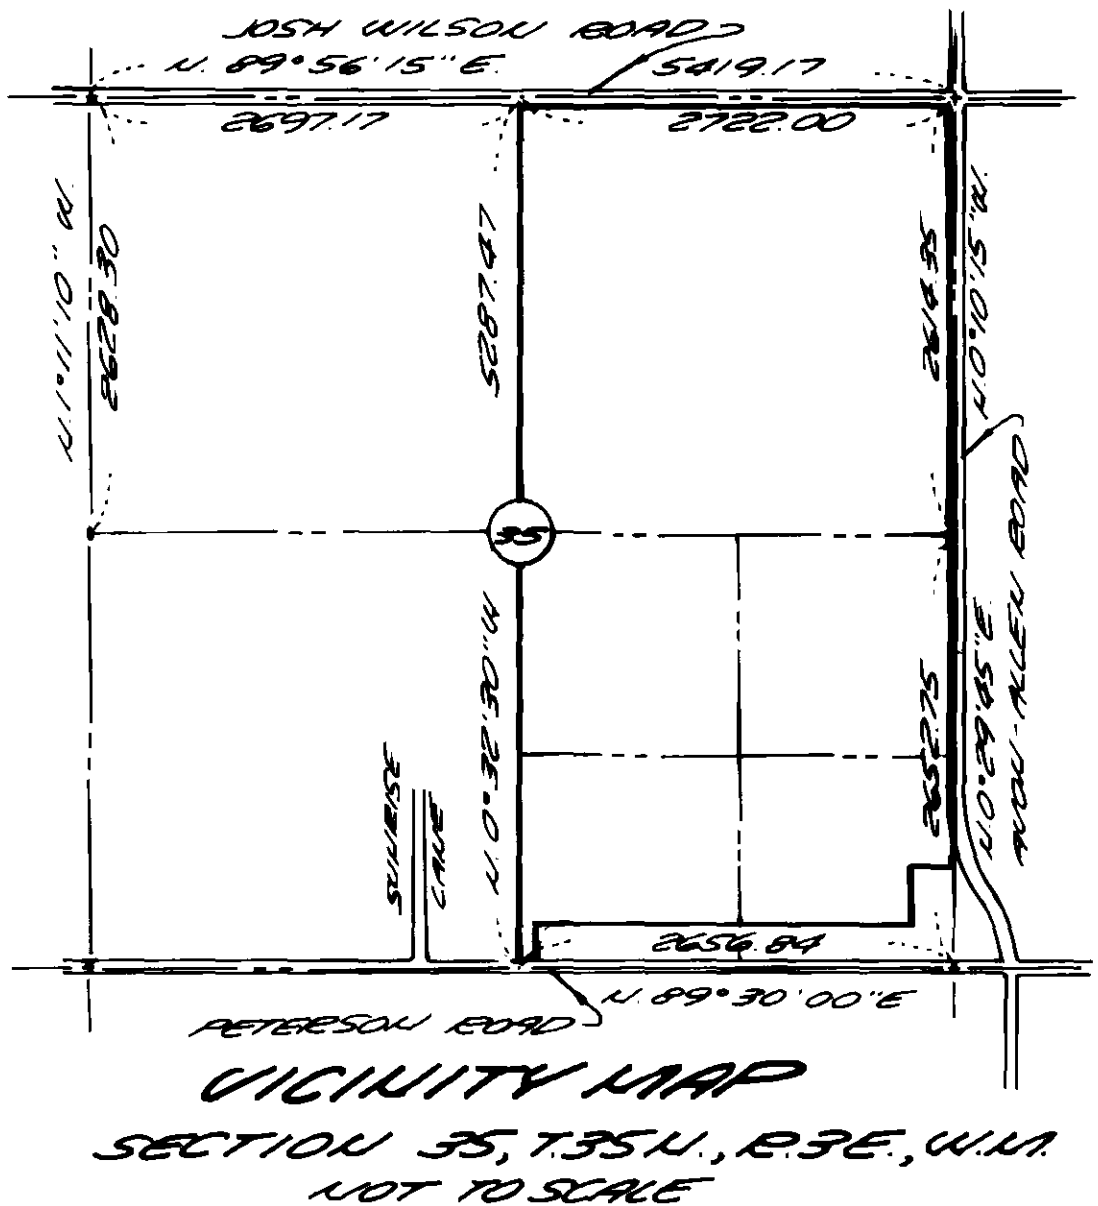 JOSH WILSON ROAD
N. 89°56'15" E.
5419.17
2697.17
2722.00
N. 1°11'10" W.
2628.30
5287.47
2614.35
N. 0°10'15" W.
35
AVON-ALLEN ROAD
N. 0°32'30" W
2652.75
N. 0°29'45" E
SUNRISE
LANE
2656.84
N. 89°30'00" E
PETERSON ROAD
VICINITY MAP
SECTION 35, T.35N., R.3E., W.M.
NOT TO SCALE